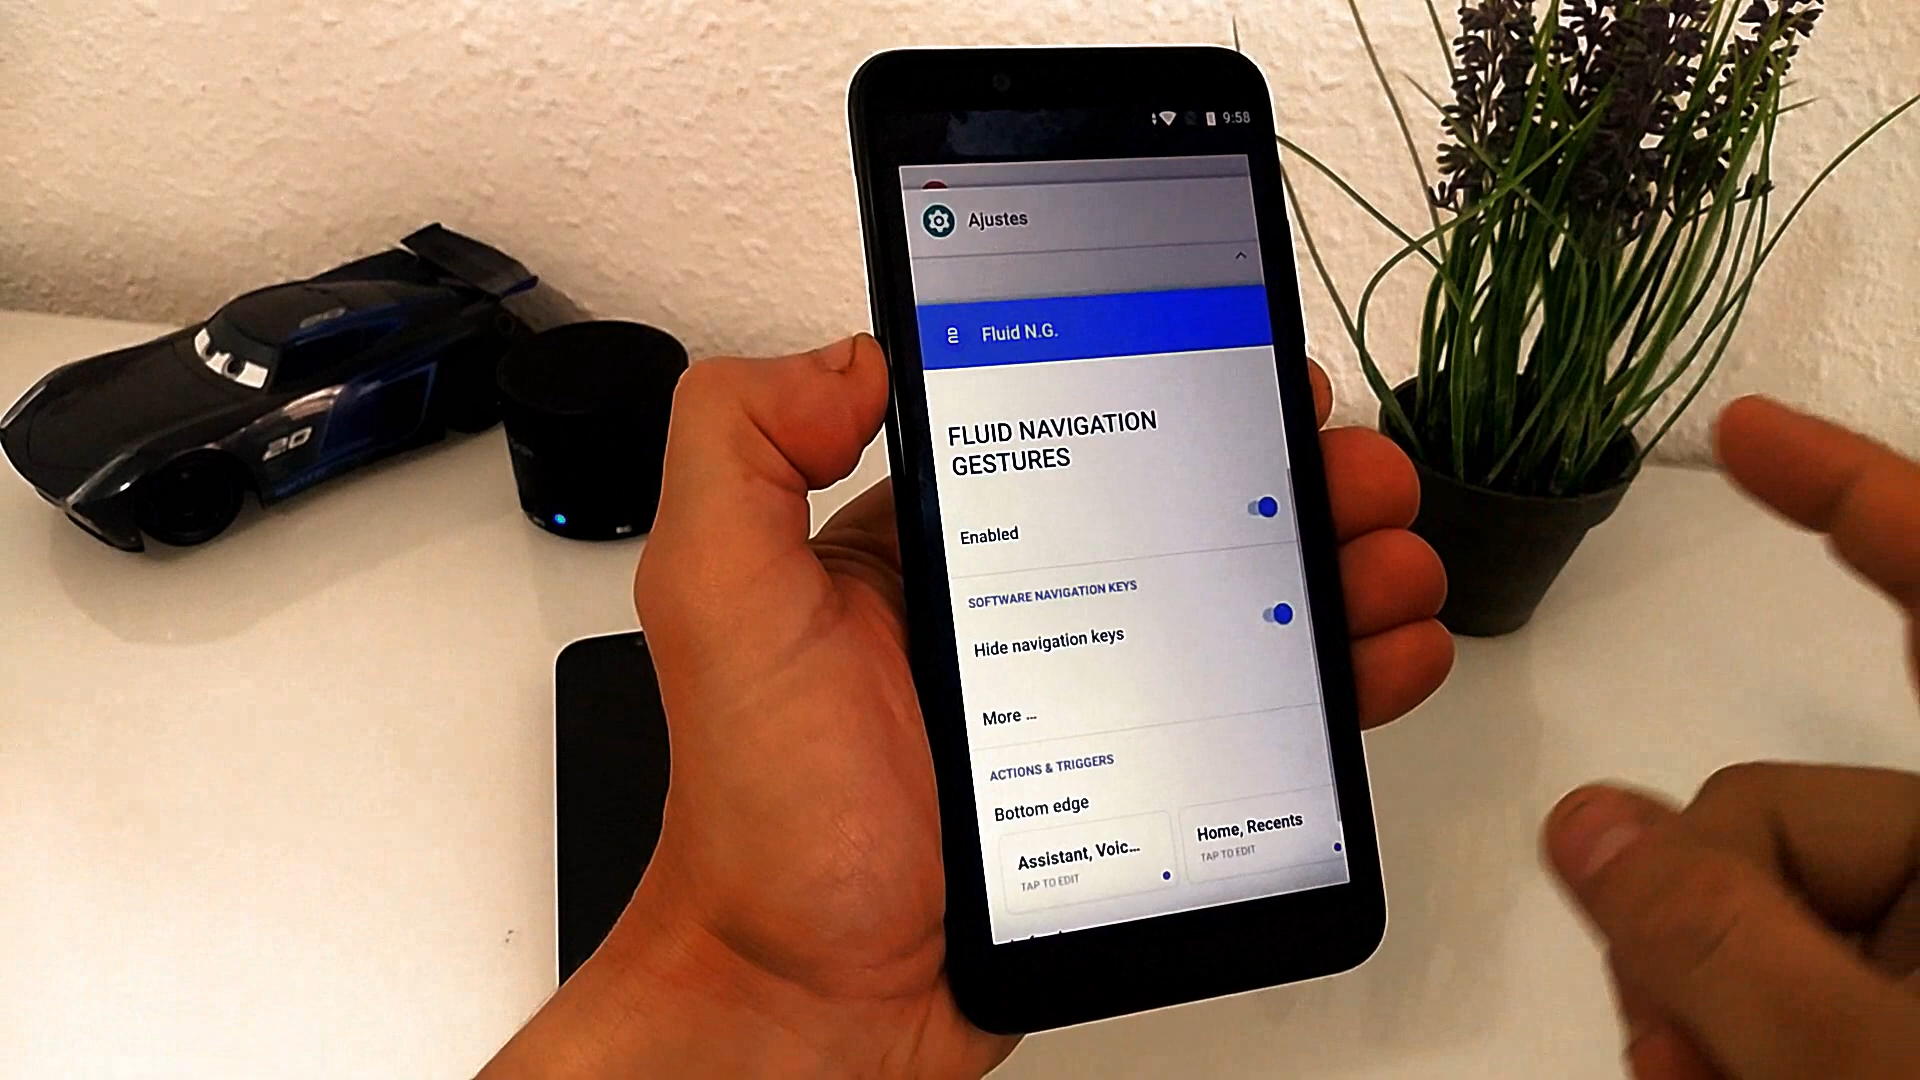 9:58
Ajustes
Fluid N.G.
FLUID NAVIGATION
GESTURES
Enabled
SOFTWARE NAVIGATION KEYS
Hide navigation keys
More ...
ACTIONS & TRIGGERS
Bottom edge
Assistant, Voic...
TAP TO EDIT
Home, Recents
TAP TO EDIT
20